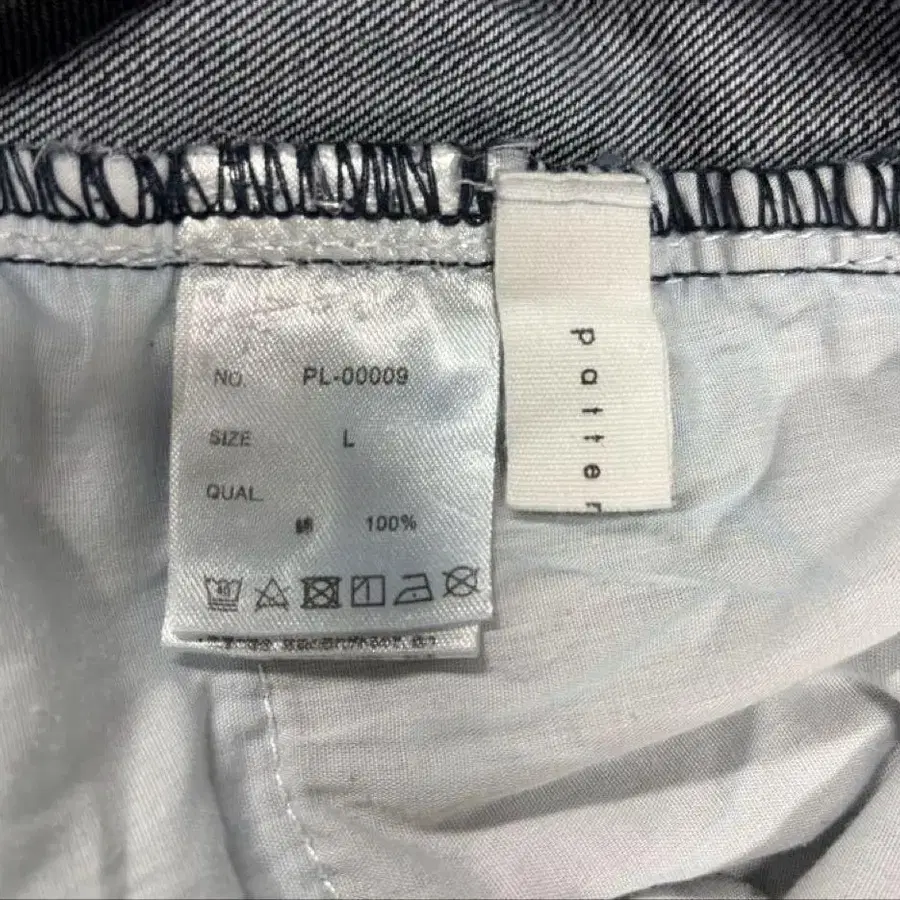 NO. PL-00009
SIZE L
QUAL.
綿 100%
40
patter